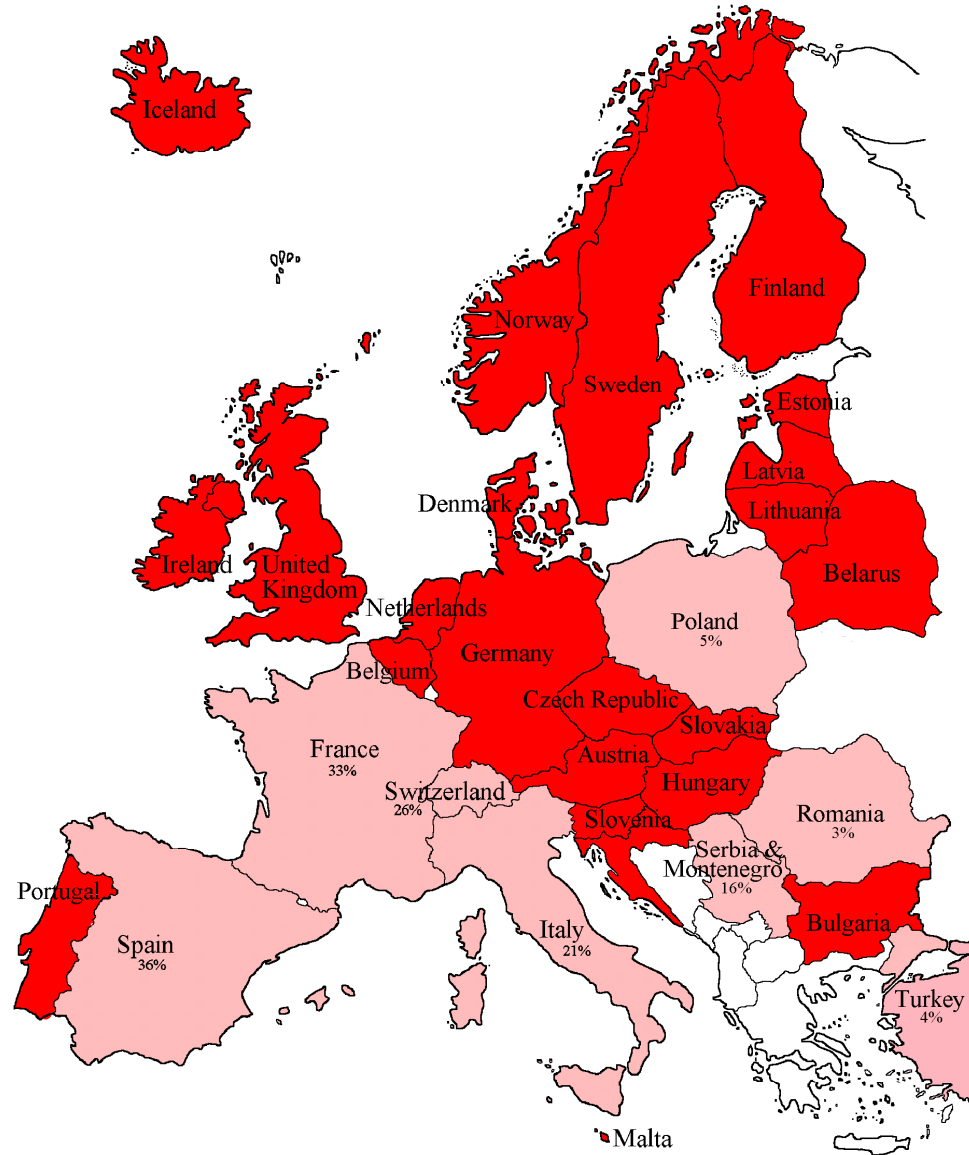 Iceland
Finland
Norway
Sweden
Estonia
Latvia
Denmark
Lithuania
Ireland
United
Kingdom
Belarus
Netherlands
Poland
5%
Germany
Belgium
Czech Republic
Slovakia
France
33%
Austria
Hungary
Switzerland
26%
Slovenia
Romania
3%
Serbia &
Montenegro
16%
Portugal
Spain
36%
Italy
21%
Bulgaria
Turkey
4%
Malta